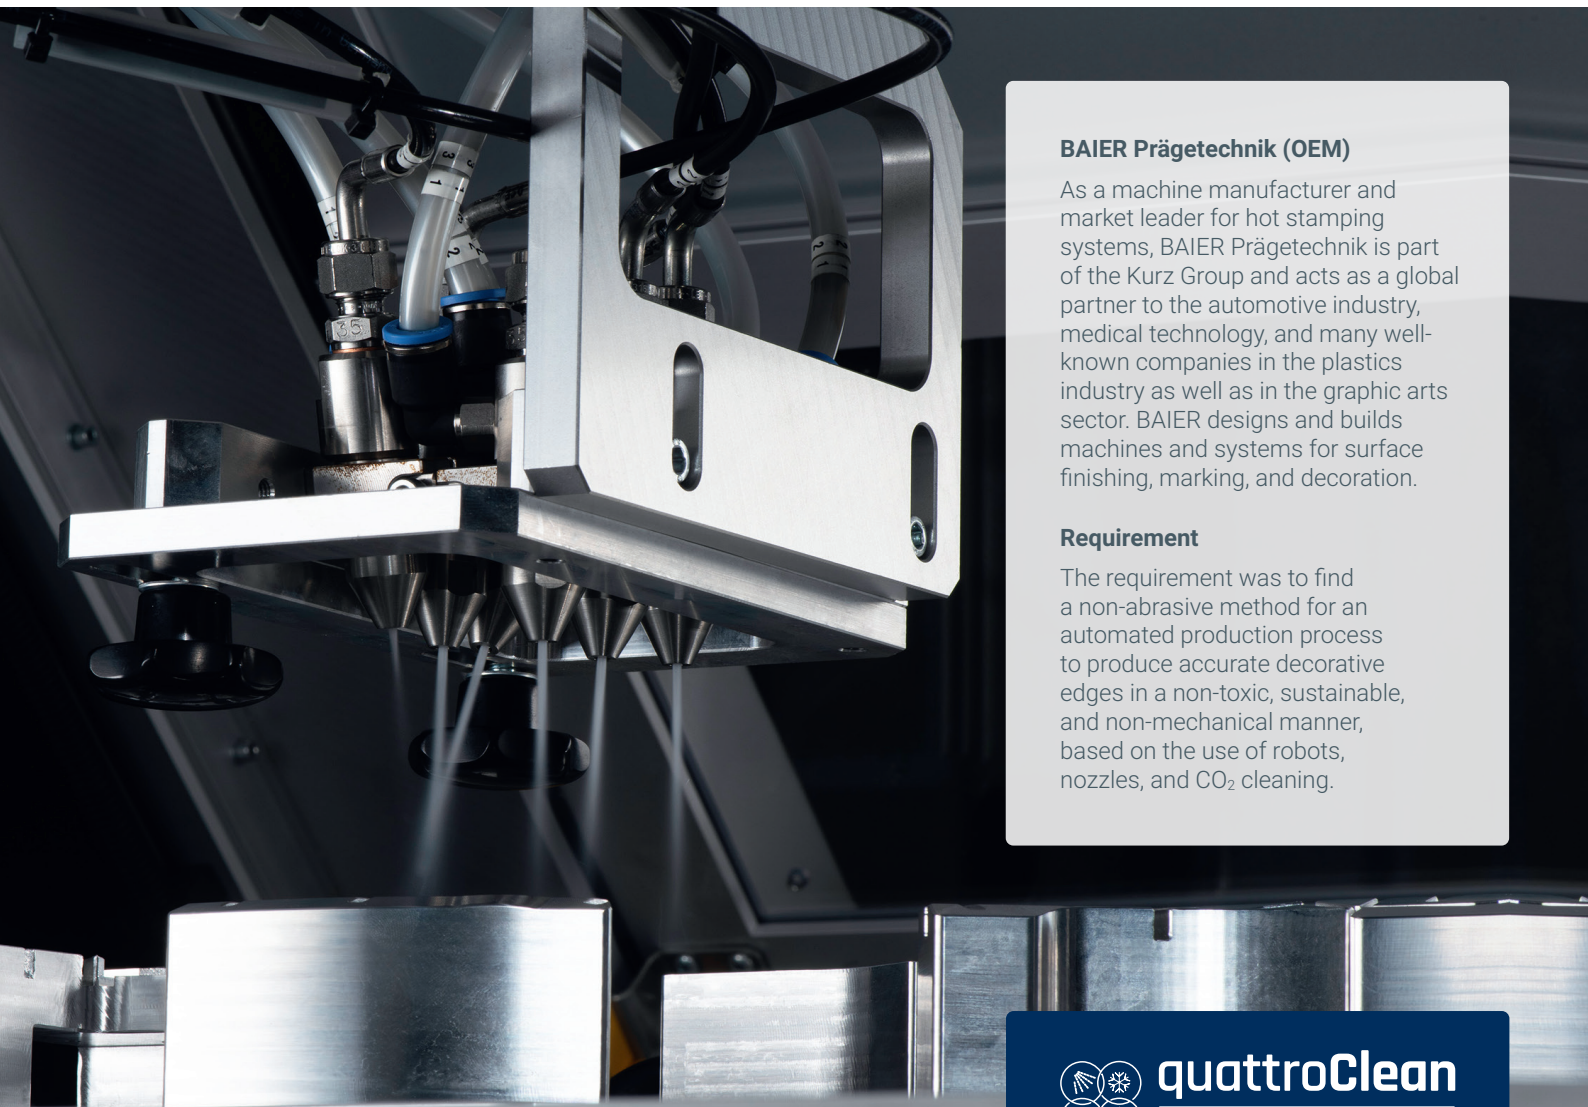 BAIER Prägetechnik (OEM)
As a machine manufacturer and
market leader for hot stamping
systems, BAIER Prägetechnik is part
of the Kurz Group and acts as a global
partner to the automotive industry,
medical technology, and many well-
known companies in the plastics
industry as well as in the graphic arts
sector. BAIER designs and builds
machines and systems for surface
finishing, marking, and decoration.
Requirement
The requirement was to find
a non-abrasive method for an
automated production process
to produce accurate decorative
edges in a non-toxic, sustainable,
and non-mechanical manner,
based on the use of robots,
nozzles, and CO₂ cleaning.
35
quattroClean